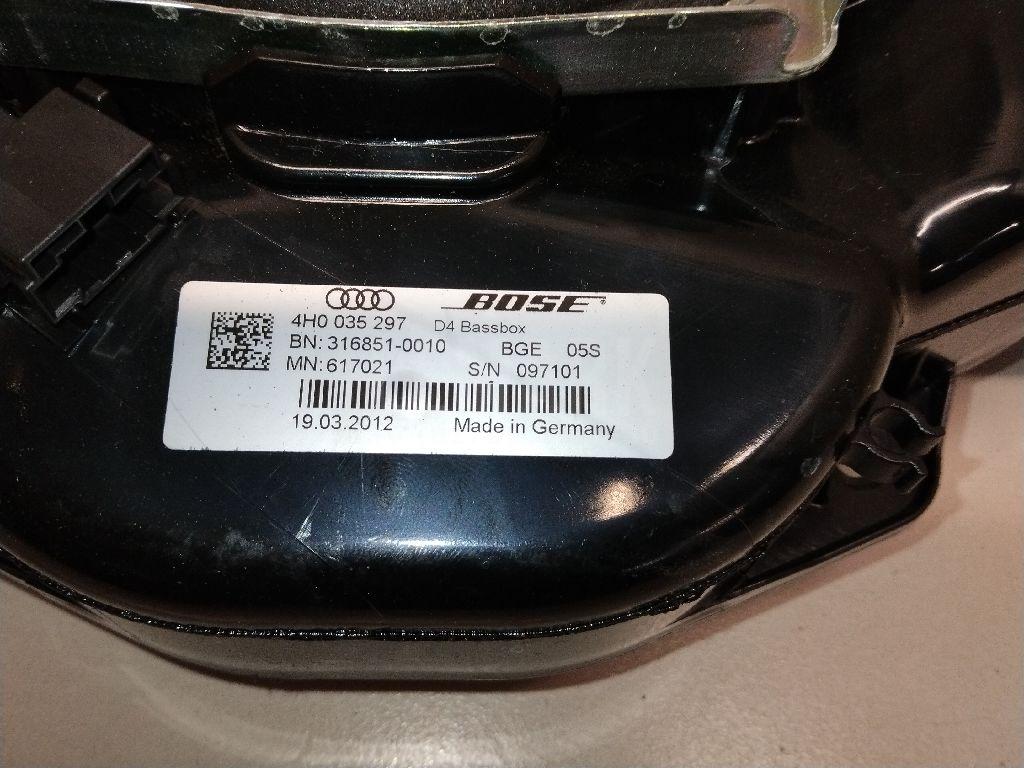 BOSE®
4H0 035 297 D4 Bassbox
BN: 316851-0010 BGE 05S
MN: 617021 S/N 097101
19.03.2012 Made in Germany